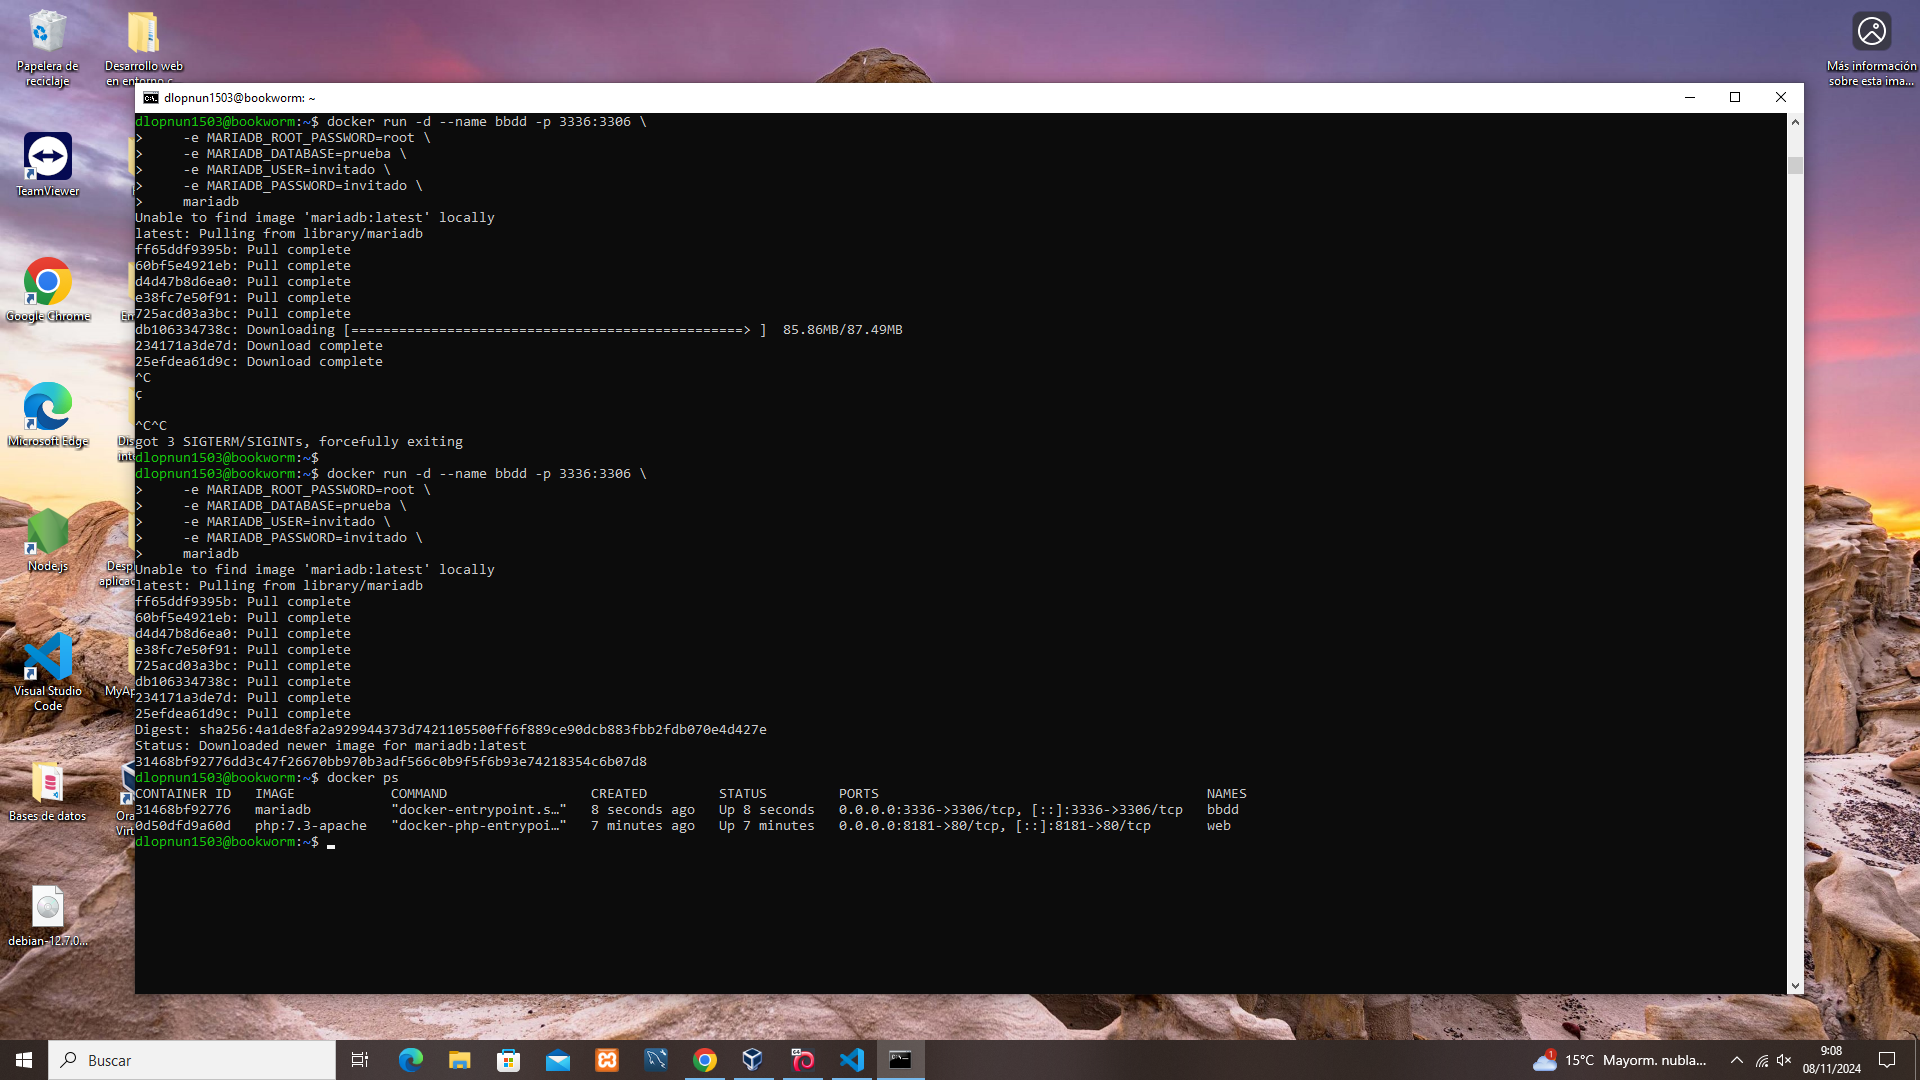 Papelera de
reciclaje
Desarrollo web
en entorno c...
Más información
sobre esta ima...
dlopnun1503@bookworm: ~
dlopnun1503@bookworm:~$ docker run -d --name bbdd -p 3336:3306 \
>     -e MARIADB_ROOT_PASSWORD=root \
>     -e MARIADB_DATABASE=prueba \
>     -e MARIADB_USER=invitado \
>     -e MARIADB_PASSWORD=invitado \
>     mariadb
Unable to find image 'mariadb:latest' locally
latest: Pulling from library/mariadb
ff65ddf9395b: Pull complete
60bf5e4921eb: Pull complete
d4d47b8d6ea0: Pull complete
e38fc7e50f91: Pull complete
725acd03a3bc: Pull complete
db106334738c: Downloading [=================================================> ]  85.86MB/87.49MB
234171a3de7d: Download complete
25efdea61d9c: Download complete
^C
ç
^C^C
got 3 SIGTERM/SIGINTs, forcefully exiting
dlopnun1503@bookworm:~$
dlopnun1503@bookworm:~$ docker run -d --name bbdd -p 3336:3306 \
>     -e MARIADB_ROOT_PASSWORD=root \
>     -e MARIADB_DATABASE=prueba \
>     -e MARIADB_USER=invitado \
>     -e MARIADB_PASSWORD=invitado \
>     mariadb
Unable to find image 'mariadb:latest' locally
latest: Pulling from library/mariadb
ff65ddf9395b: Pull complete
60bf5e4921eb: Pull complete
d4d47b8d6ea0: Pull complete
e38fc7e50f91: Pull complete
725acd03a3bc: Pull complete
db106334738c: Pull complete
234171a3de7d: Pull complete
25efdea61d9c: Pull complete
Digest: sha256:4a1de8fa2a929944373d7421105500ff6f889ce90dcb883fbb2fdb070e4d427e
Status: Downloaded newer image for mariadb:latest
31468bf92776dd3c47f26670bb970b3adf566c0b9f5f6b93e74218354c6b07d8
dlopnun1503@bookworm:~$ docker ps
CONTAINER ID   IMAGE            COMMAND                  CREATED         STATUS         PORTS                                         NAMES
31468bf92776   mariadb          "docker-entrypoint.s…"   8 seconds ago   Up 8 seconds   0.0.0.0:3336->3306/tcp, [::]:3336->3306/tcp   bbdd
0d50dfd9a60d   php:7.3-apache   "docker-php-entrypoi…"   7 minutes ago   Up 7 minutes   0.0.0.0:8181->80/tcp, [::]:8181->80/tcp       web
dlopnun1503@bookworm:~$
TeamViewer
Google Chrome
En
Microsoft Edge
Dis
int
Node.js
Desp
aplicac
Visual Studio
Code
MyAp
Bases de datos
Ora
Virt
debian-12.7.0...
Buscar
1
15°C Mayorm. nubla...
9:08
08/11/2024